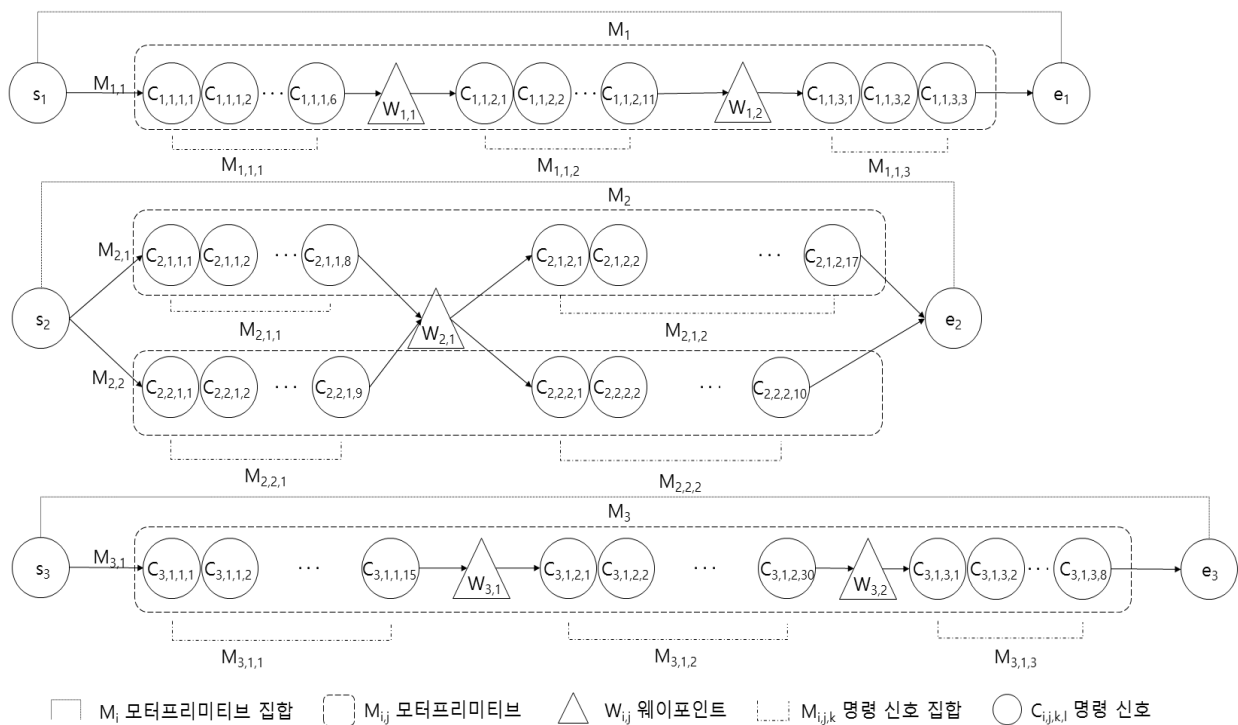 M1
s1 M1,1 C1,1,1,1 C1,1,1,2 ··· C1,1,1,6 W1,1 C1,1,2,1 C1,1,2,2 ··· C1,1,2,11 W1,2 C1,1,3,1 C1,1,3,2 C1,1,3,3 e1
M1,1,1 M1,1,2 M1,1,3
M2
M2,1 C2,1,1,1 C2,1,1,2 ··· C2,1,1,8 C2,1,2,1 C2,1,2,2 ··· C2,1,2,17
s2 M2,1,1 W2,1 M2,1,2 e2
M2,2 C2,2,1,1 C2,2,1,2 ··· C2,2,1,9 C2,2,2,1 C2,2,2,2 ··· C2,2,2,10
M2,2,1 M2,2,2
M3
s3 M3,1 C3,1,1,1 C3,1,1,2 ··· C3,1,1,15 W3,1 C3,1,2,1 C3,1,2,2 ··· C3,1,2,30 W3,2 C3,1,3,1 C3,1,3,2 ··· C3,1,3,8 e3
M3,1,1 M3,1,2 M3,1,3
Mi 모터프리미티브 집합 Mi,j 모터프리미티브 Wi,j 웨이포인트 Mi,j,k 명령 신호 집합 Ci,j,k,l 명령 신호